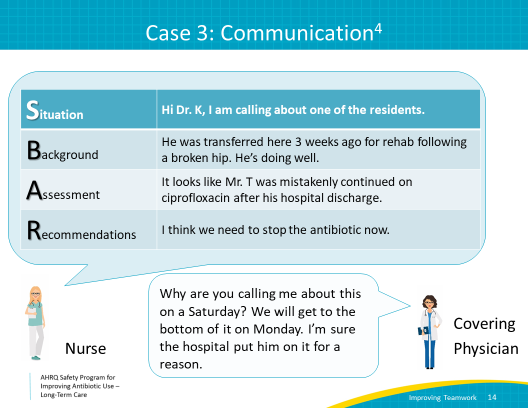 Case 3: Communication4
Situation
Hi Dr. K, I am calling about one of the residents.
Background
He was transferred here 3 weeks ago for rehab following
a broken hip. He's doing well.
Assessment
It looks like Mr. T was mistakenly continued on
ciprofloxacin after his hospital discharge.
Recommendations
I think we need to stop the antibiotic now.
Why are you calling me about this
on a Saturday? We will get to the
bottom of it on Monday. I'm sure
the hospital put him on it for a
reason.
Nurse
Covering
Physician
AHRQ Safety Program for
Improving Antibiotic Use –
Long-Term Care
Improving Teamwork 14